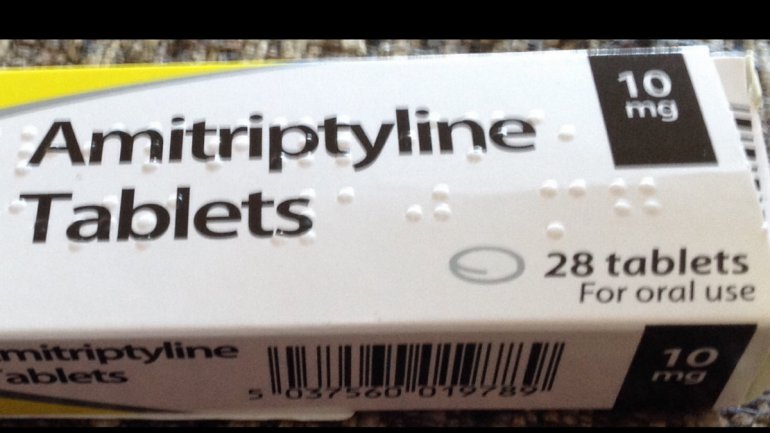 Amitriptyline
Tablets
10
mg
28 tablets
For oral use
mitriptyline
ablets
5 037560 019789
10
mg